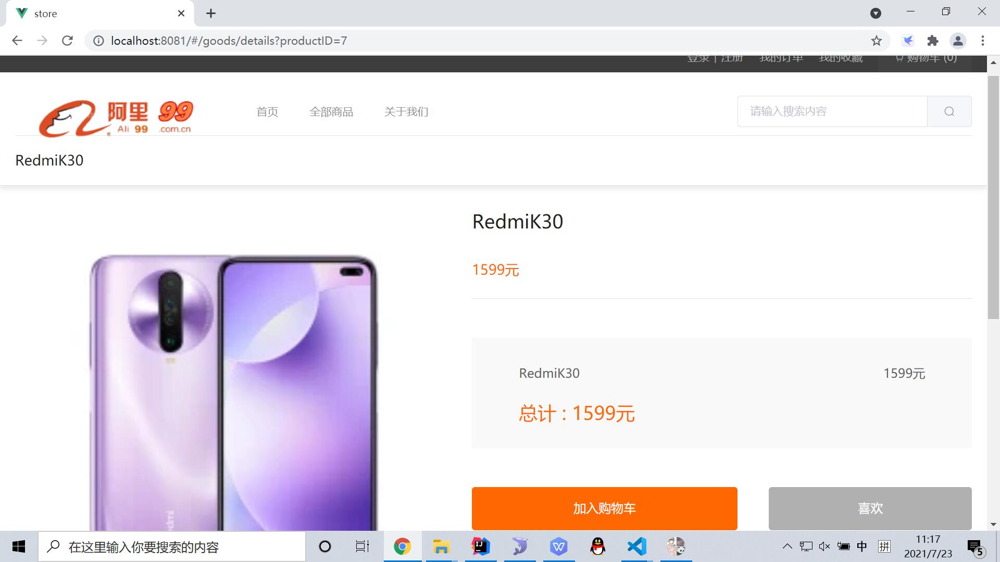 store
localhost:8081/#/goods/details?productID=7
登录 | 注册 我的订单 我的收藏 购物车 (0)
阿里 99
Ali 99 .com.cn
首页 全部商品 关于我们
请输入搜索内容
RedmiK30
RedmiK30
1599元
RedmiK30 1599元
总计 : 1599元
加入购物车 喜欢
在这里输入你要搜索的内容
中 拼
11:17
2021/7/23
5